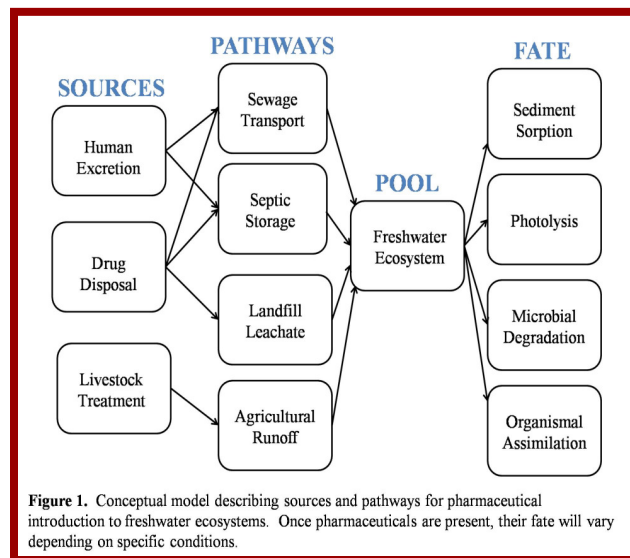 SOURCES
Human
Excretion
Drug
Disposal
Livestock
Treatment
PATHWAYS
Sewage
Transport
Septic
Storage
Landfill
Leachate
Agricultural
Runoff
POOL
Freshwater
Ecosystem
FATE
Sediment
Sorption
Photolysis
Microbial
Degradation
Organismal
Assimilation
Figure 1. Conceptual model describing sources and pathways for pharmaceutical
introduction to freshwater ecosystems. Once pharmaceuticals are present, their fate will vary
depending on specific conditions.